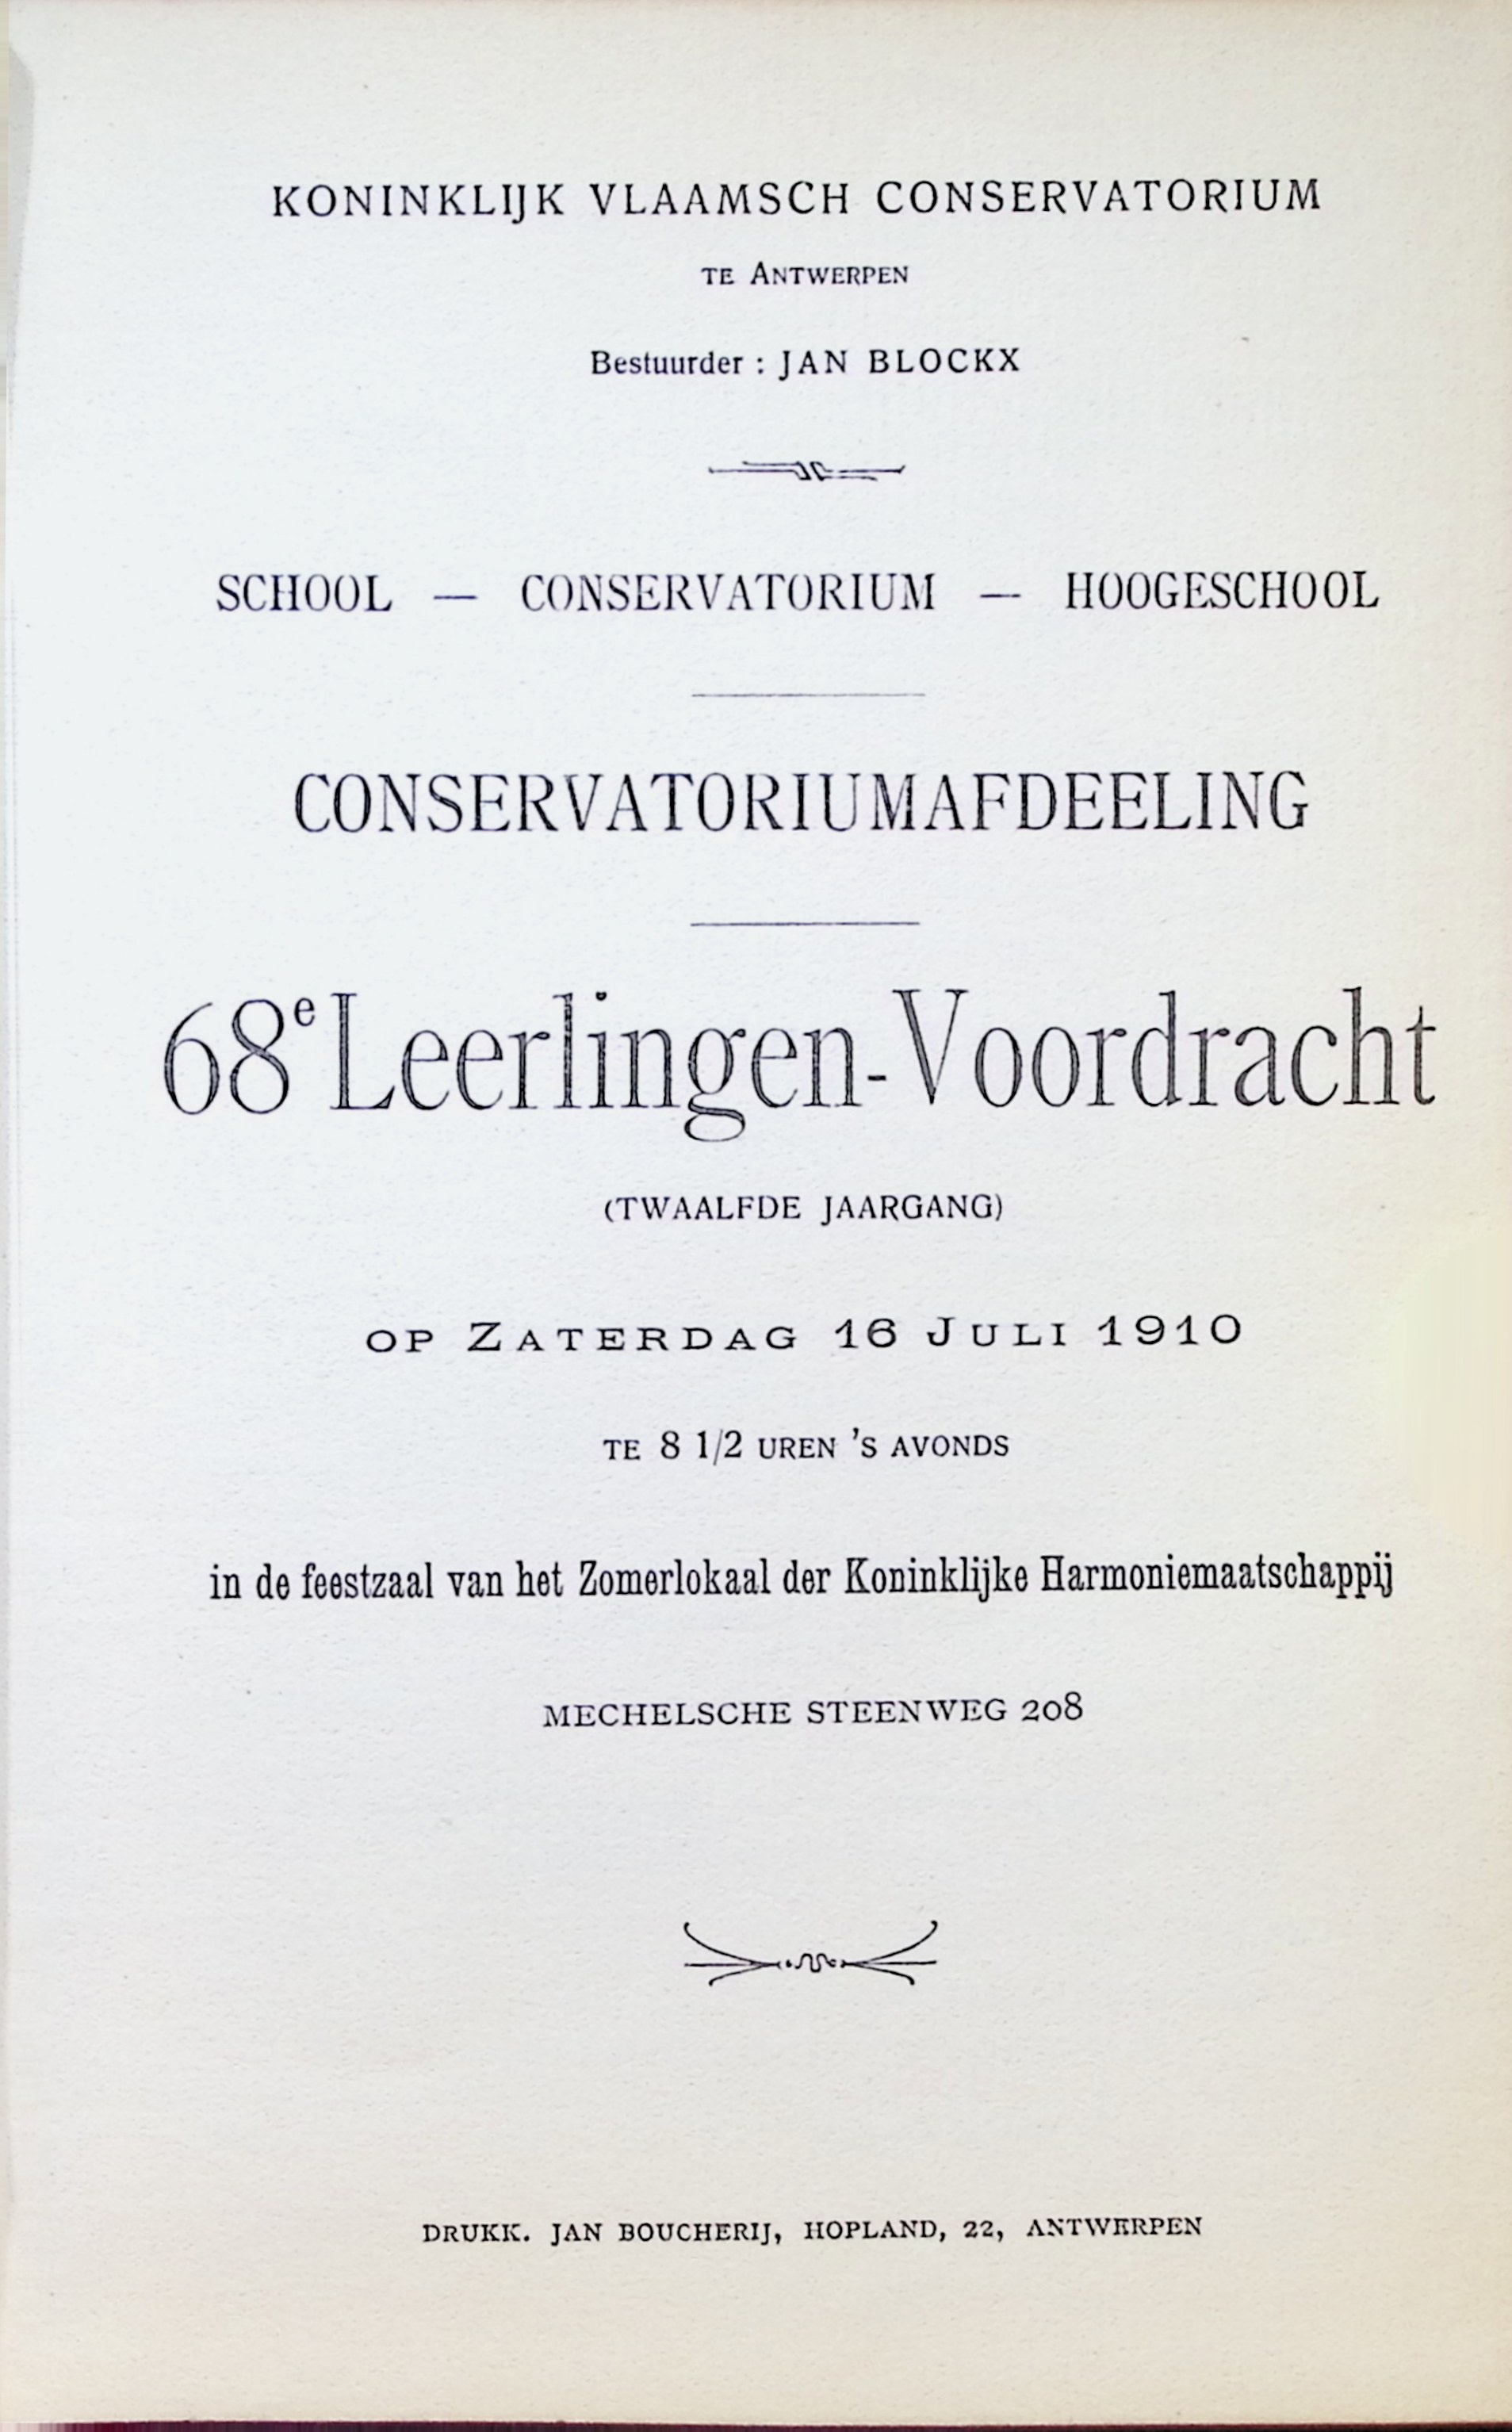 KONINKLIJK VLAAMSCH CONSERVATORIUM
TE ANTWERPEN
Bestuurder : JAN BLOCKX
SCHOOL — CONSERVATORIUM — HOOGESCHOOL
CONSERVATORIUMAFDEELING
68e Leerlingen-Voordracht
(TWAALFDE JAARGANG)
OP ZATERDAG 16 JULI 1910
TE 8 1/2 UREN 'S AVONDS
in de feestzaal van het Zomerlokaal der Koninklijke Harmoniemaatschappij
MECHELSCHE STEENWEG 208
DRUKK. JAN BOUCHERIJ, HOPLAND, 22, ANTWERPEN